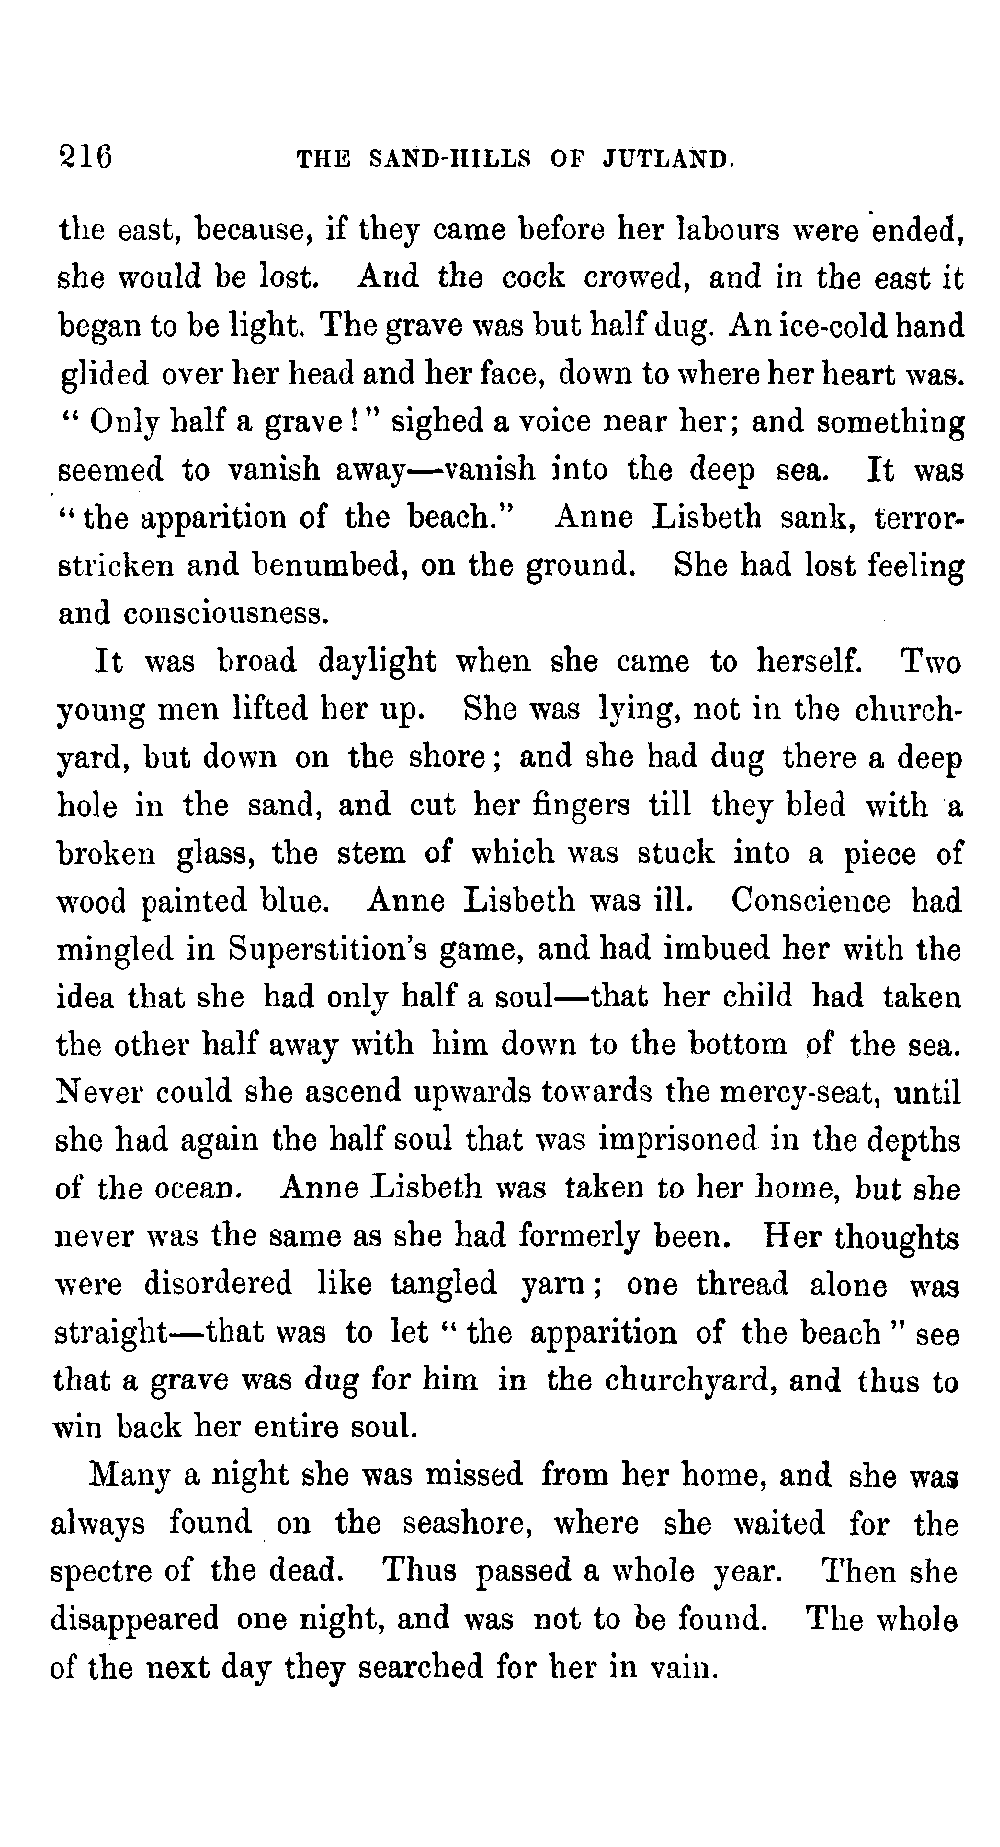 216 THE SAND-HILLS OF JUTLAND.
the east, because, if they came before her labours were ended,
she would be lost. And the cock crowed, and in the east it
began to be light. The grave was but half dug. An ice-cold hand
glided over her head and her face, down to where her heart was.
“ Only half a grave ! ” sighed a voice near her; and something
seemed to vanish away—vanish into the deep sea. It was
“ the apparition of the beach.” Anne Lisbeth sank, terror-
stricken and benumbed, on the ground. She had lost feeling
and consciousness.
It was broad daylight when she came to herself. Two
young men lifted her up. She was lying, not in the church-
yard, but down on the shore ; and she had dug there a deep
hole in the sand, and cut her fingers till they bled with a
broken glass, the stem of which was stuck into a piece of
wood painted blue. Anne Lisbeth was ill. Conscience had
mingled in Superstition’s game, and had imbued her with the
idea that she had only half a soul—that her child had taken
the other half away with him down to the bottom of the sea.
Never could she ascend upwards towards the mercy-seat, until
she had again the half soul that was imprisoned in the depths
of the ocean. Anne Lisbeth was taken to her home, but she
never was the same as she had formerly been. Her thoughts
were disordered like tangled yarn ; one thread alone was
straight—that was to let “ the apparition of the beach ” see
that a grave was dug for him in the churchyard, and thus to
win back her entire soul.
Many a night she was missed from her home, and she was
always found on the seashore, where she waited for the
spectre of the dead. Thus passed a whole year. Then she
disappeared one night, and was not to be found. The whole
of the next day they searched for her in vain.